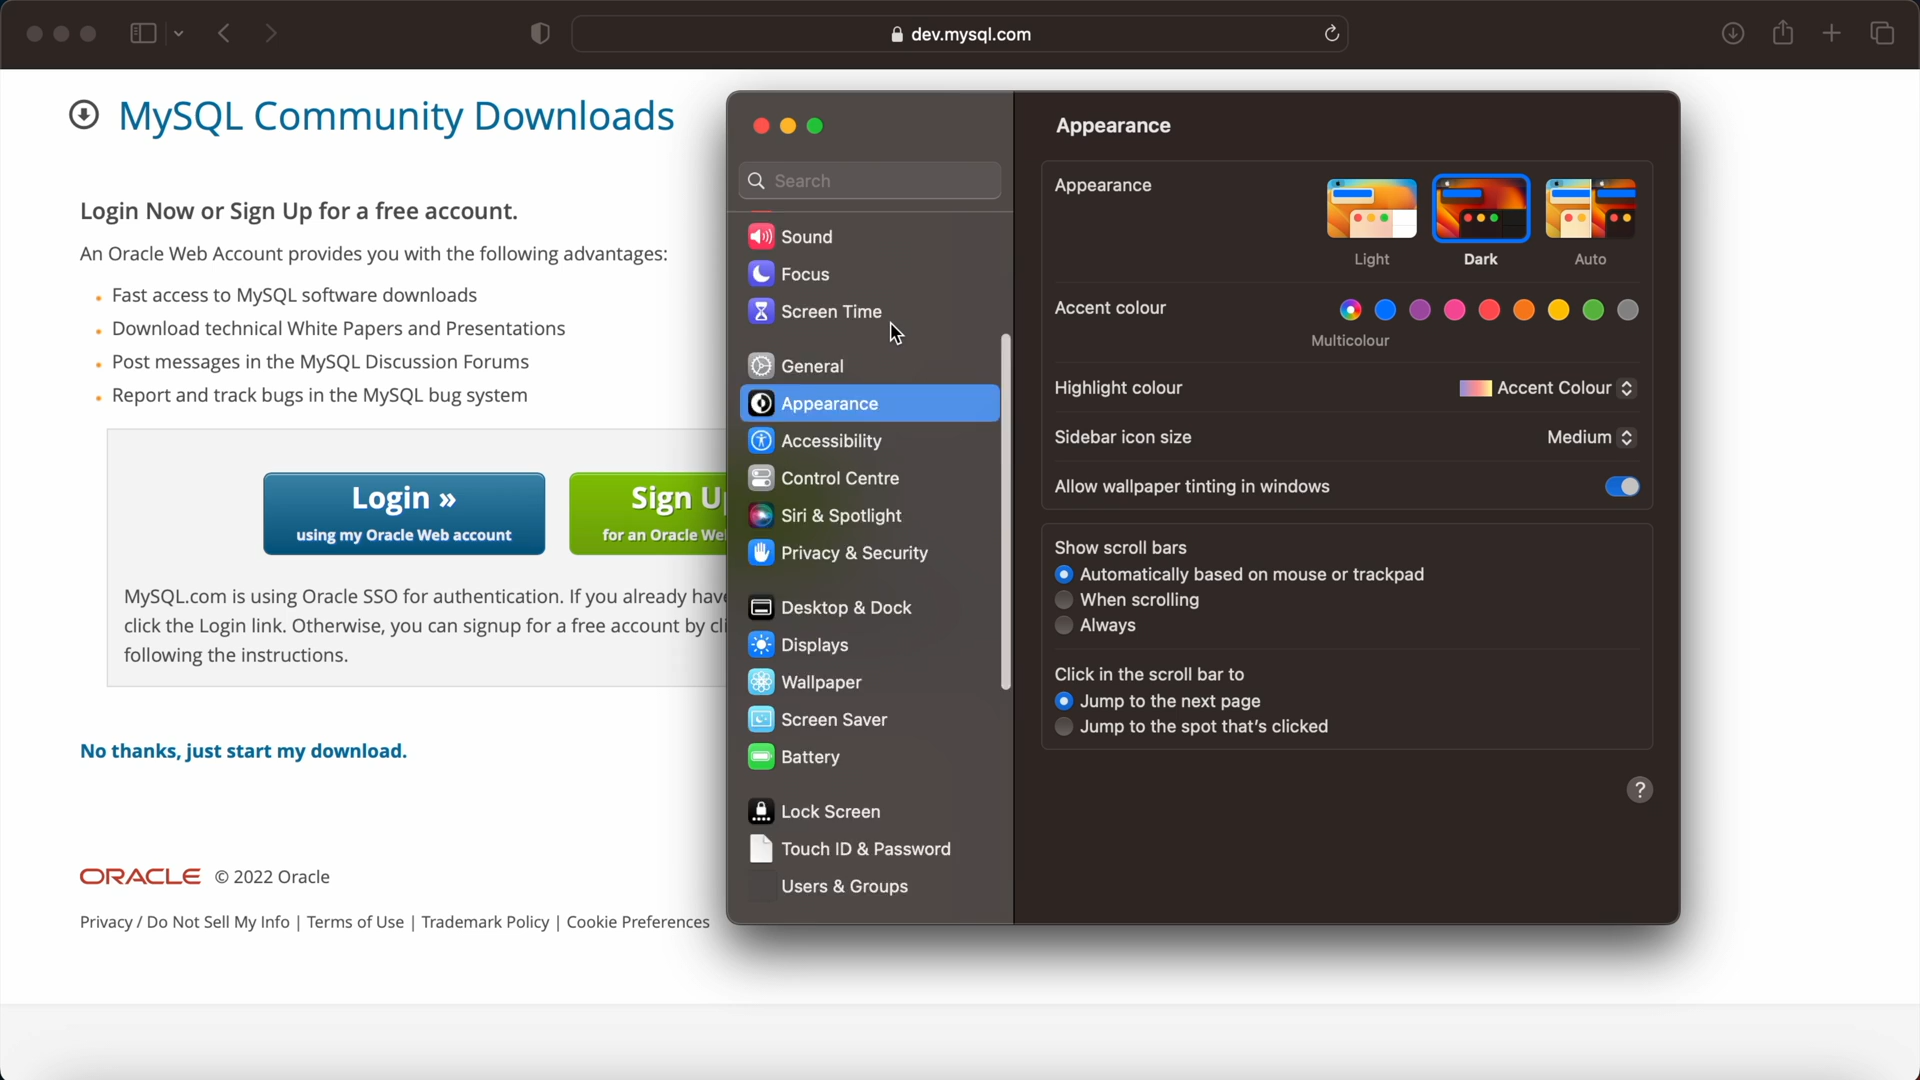 dev.mysql.com
MySQL Community Downloads
Login Now or Sign Up for a free account.
An Oracle Web Account provides you with the following advantages:
Fast access to MySQL software downloads
Download technical White Papers and Presentations
Post messages in the MySQL Discussion Forums
Report and track bugs in the MySQL bug system
Login »
using my Oracle Web account
Sign U
for an Oracle We
MySQL.com is using Oracle SSO for authentication. If you already have
click the Login link. Otherwise, you can signup for a free account by cli
following the instructions.
No thanks, just start my download.
ORACLE © 2022 Oracle
Privacy / Do Not Sell My Info | Terms of Use | Trademark Policy | Cookie Preferences
Search
Sound
Focus
Screen Time
General
Appearance
Accessibility
Control Centre
Siri & Spotlight
Privacy & Security
Desktop & Dock
Displays
Wallpaper
Screen Saver
Battery
Lock Screen
Touch ID & Password
Users & Groups
Appearance
Appearance
Light Dark Auto
Accent colour
Multicolour
Highlight colour Accent Colour
Sidebar icon size Medium
Allow wallpaper tinting in windows
Show scroll bars
Automatically based on mouse or trackpad
When scrolling
Always
Click in the scroll bar to
Jump to the next page
Jump to the spot that's clicked
?